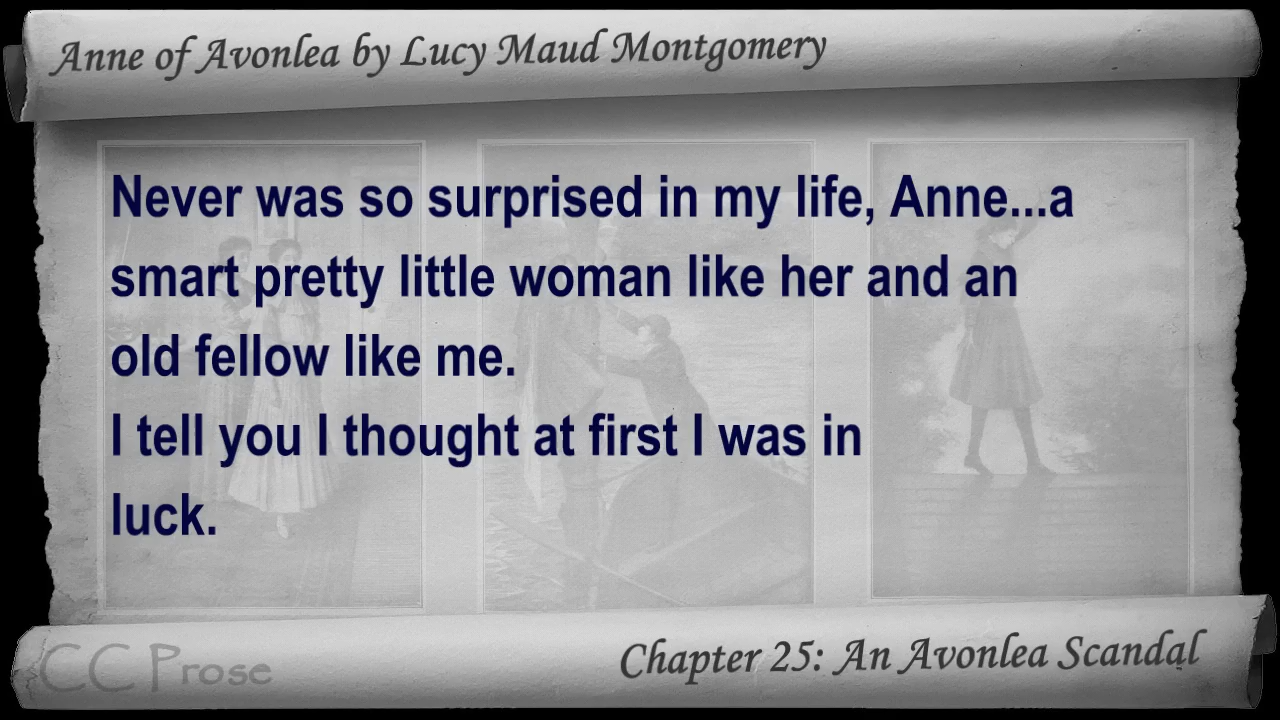 Anne of Avonlea by Lucy Maud Montgomery
Never was so surprised in my life, Anne...a
smart pretty little woman like her and an
old fellow like me.
I tell you I thought at first I was in
luck.
CC Prose
Chapter 25: An Avonlea Scandal